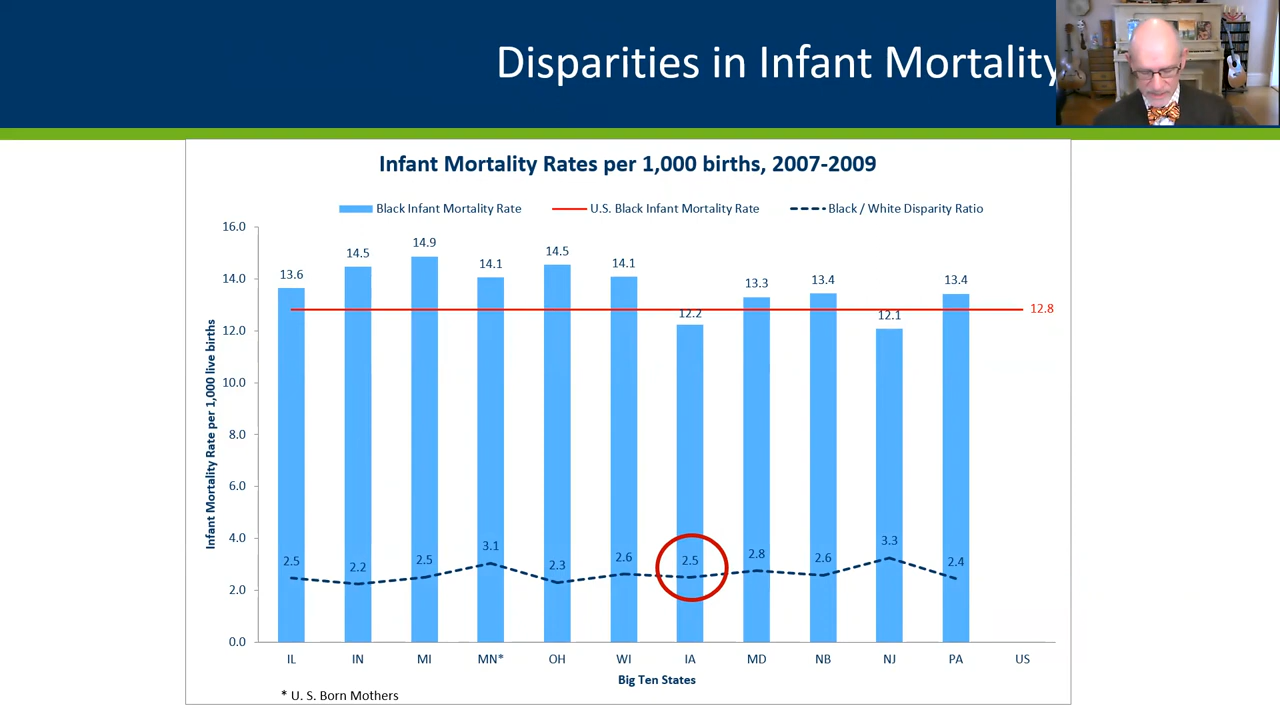 Disparities in Infant Mortality
Infant Mortality Rates per 1,000 births, 2007-2009
Black Infant Mortality Rate U.S. Black Infant Mortality Rate Black / White Disparity Ratio
Infant Mortality Rate per 1,000 live births
16.0
14.0
12.0
10.0
8.0
6.0
4.0
2.0
0.0
13.6 14.5 14.9 14.1 14.5 14.1 12.2 13.3 13.4 12.1 13.4 12.8
2.5 2.2 2.5 3.1 2.3 2.6 2.5 2.8 2.6 3.3 2.4
IL IN MI MN* OH WI IA MD NB NJ PA US
Big Ten States
* U. S. Born Mothers